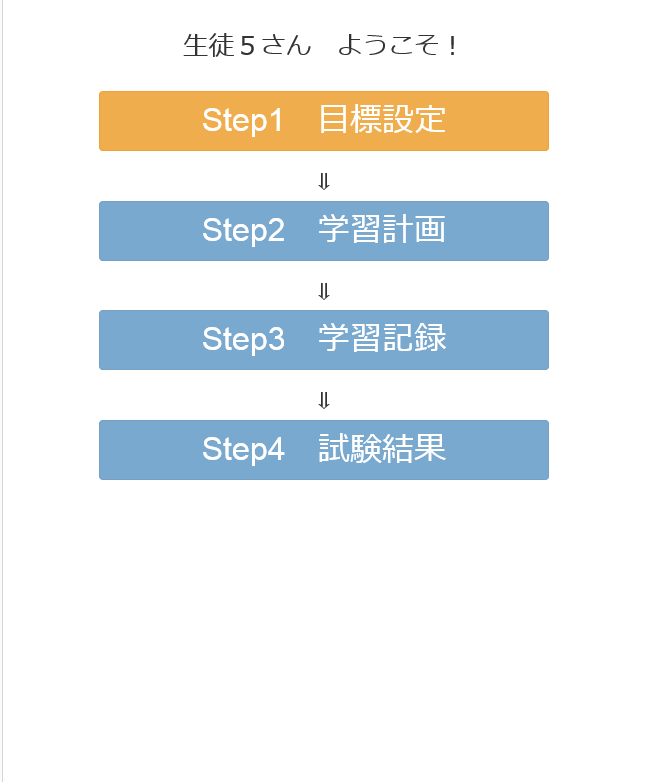 生徒５さん　ようこそ！
Step1　目標設定
⇓
Step2　学習計画
⇓
Step3　学習記録
⇓
Step4　試験結果